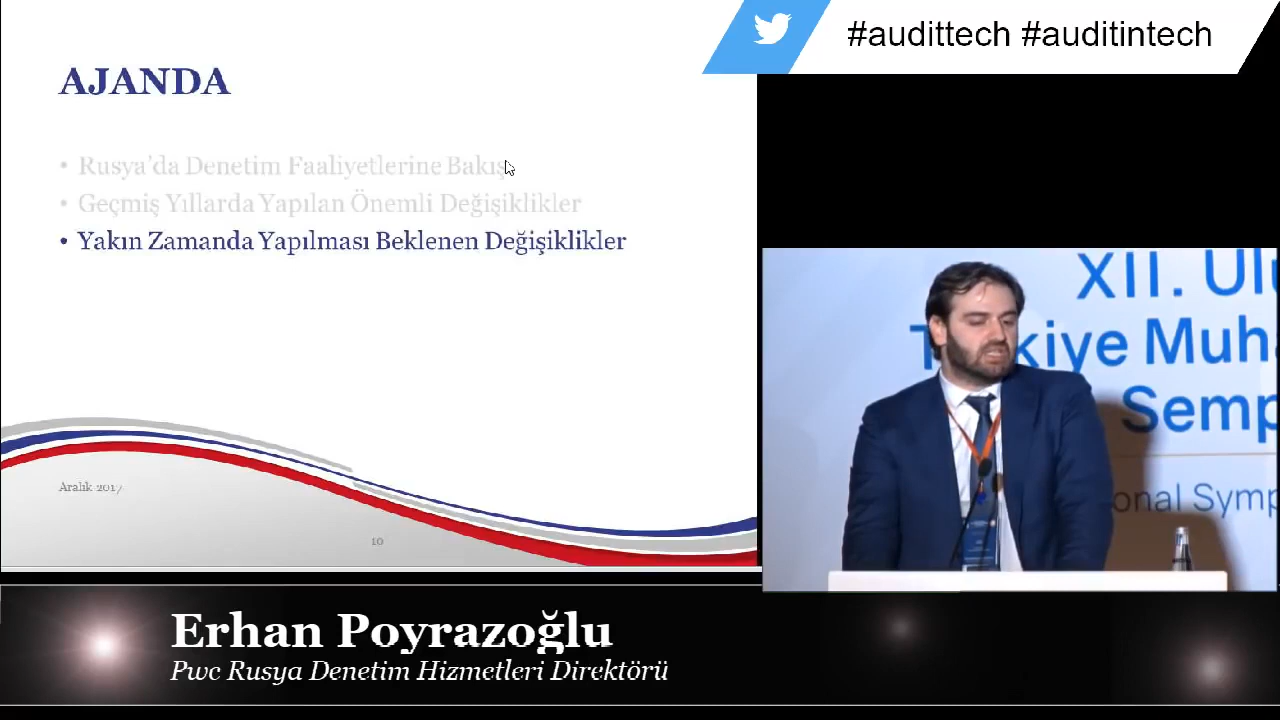 #audittech #auditintech
AJANDA
• Rusya'da Denetim Faaliyetlerine Bakış
• Geçmiş Yıllarda Yapılan Önemli Değişiklikler
• Yakın Zamanda Yapılması Beklenen Değişiklikler
Aralık 2017
10
XII. Ulu
Türkiye Muha
Semp
onal Symp
Erhan Poyrazoğlu
Pwc Rusya Denetim Hizmetleri Direktörü